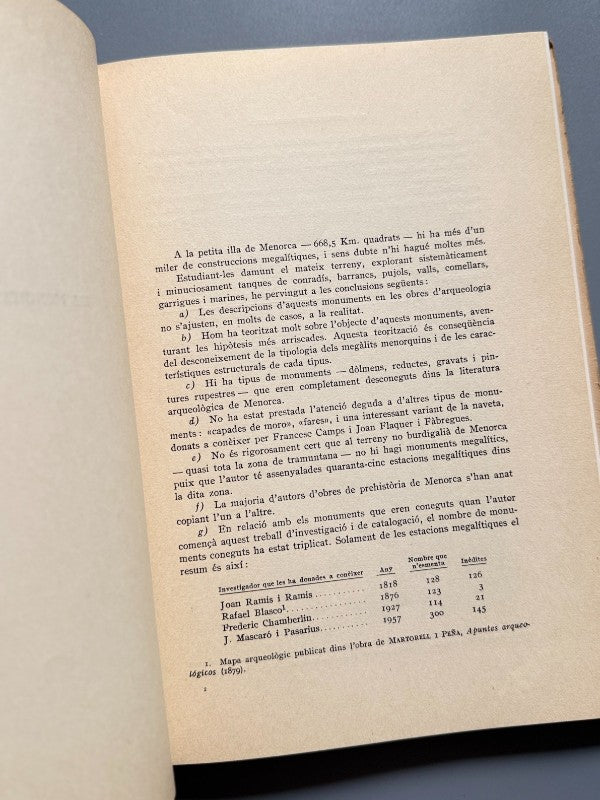 A la petita illa de Menorca — 668,5 Km. quadrats — hi ha més d'un
miler de construccions megalítiques, i sens dubte n'hi hagué moltes més.
Estudiant-les damunt el mateix terreny, explorant sistemàticament
i minuciosament tanques de conradís, barrancs, pujols, valls, comellars,
garrigues i marines, he pervingut a les conclusions següents:
a) Les descripcions d'aquests monuments en les obres d'arqueologia
no s'ajusten, en molts de casos, a la realitat.
b) Hom ha teoritzat molt sobre l'objecte d'aquests monuments, aven-
turant les hipòtesis més arriscades. Aquesta teorització és conseqüència
del desconeixement de la tipologia dels megàlits menorquins i de les carac-
terístiques estructurals de cada tipus.
c) Hi ha tipus de monuments — dòlmens, reductes, gravats i pin-
tures rupestres — que eren completament desconeguts dins la literatura
arqueològica de Menorca.
d) No ha estat prestada l'atenció deguda a d'altres tipus de monu-
ments: «capades de moro», «fares», i una interessant variant de la naveta,
donats a conèixer per Francesc Camps i Joan Flaquer i Fàbregues.
e) No és rigorosament cert que al terreny no burdigalià de Menorca
— quasi tota la zona de tramuntana — no hi hagi monuments megalítics,
puix que l'autor té assenyalades quaranta-cinc estacions megalítiques dins
la dita zona.
f) La majoria d'autors d'obres de prehistòria de Menorca s'han anat
copiant l'un a l'altre.
g) En relació amb els monuments que eren coneguts quan l'autor
començà aquest treball d'investigació i de catalogació, el nombre de monu-
ments coneguts ha estat triplicat. Solament de les estacions megalítiques el
resum és així:
Investigador que les ha donades a conèixer Any Nombre que n'esmenta Inèdites
Joan Ramis i Ramis 1818 128 126
Rafael Blasco¹ 1876 123 3
Frederic Chamberlin 1927 114 21
J. Mascaró i Pasarius 1957 300 145
1. Mapa arqueològic publicat dins l'obra de MARTORELL I PEÑA, Apuntes arqueo-
lógicos (1879).
2